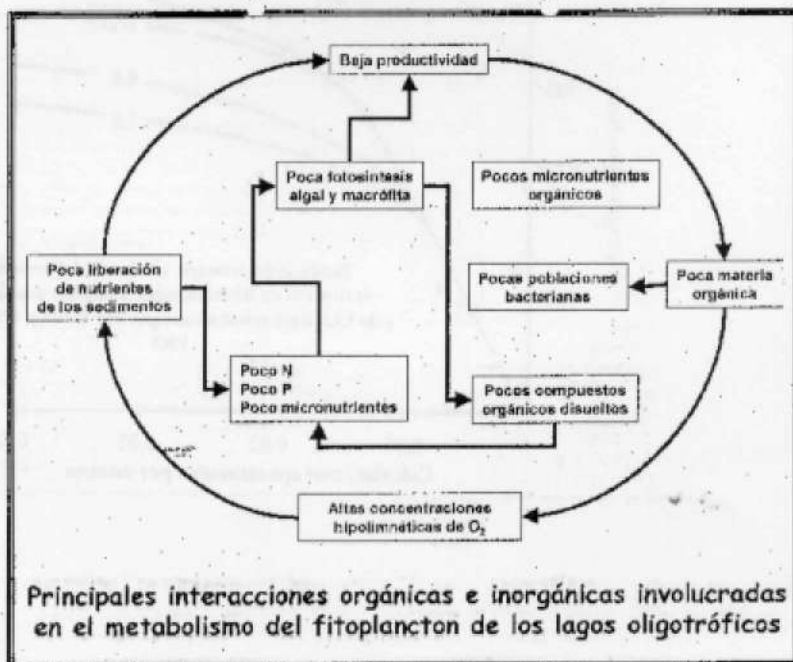 Baja productividad
Poca fotosíntesis
algal y macrófita
Pocos micronutrientes
orgánicos
Poca liberación
de nutrientes
de los sedimentos
Pocas poblaciones
bacterianas
Poca materia
orgánica
Poco N
Poco P
Poco micronutrientes
Pocos compuestos
orgánicos disueltos
Altas concentraciones
hipolimnéticas de O₂
Principales interacciones orgánicas e inorgánicas involucradas
en el metabolismo del fitoplancton de los lagos oligotróficos